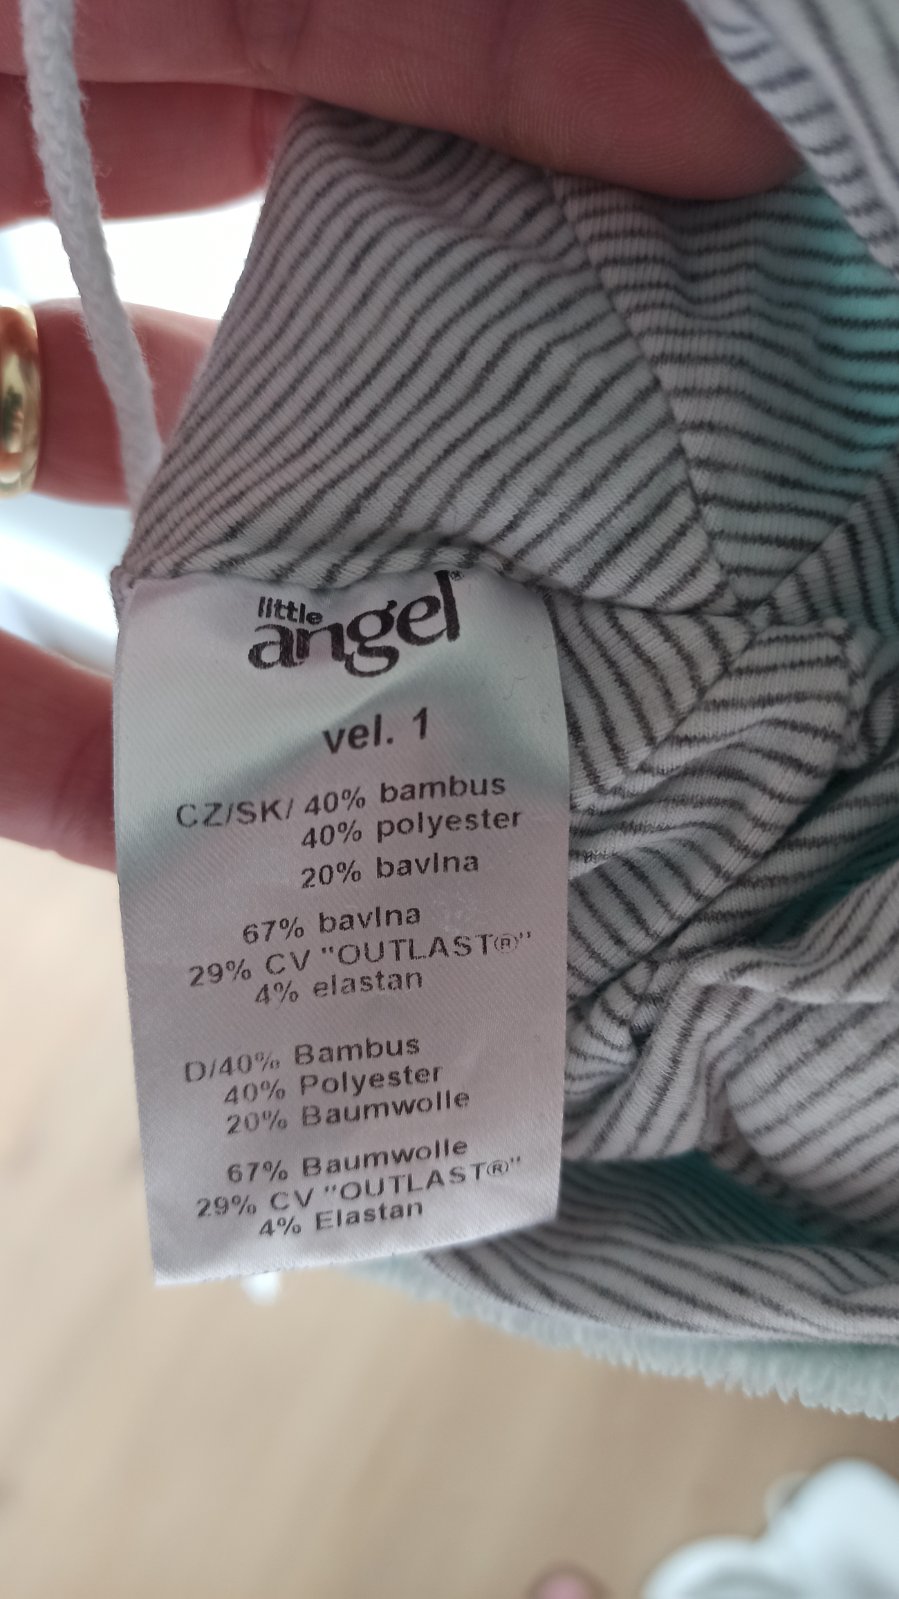 little
angel®
vel. 1
CZ/SK/ 40% bambus
40% polyester
20% bavlna
67% bavlna
29% CV "OUTLAST®"
4% elastan
D/40% Bambus
40% Polyester
20% Baumwolle
67% Baumwolle
29% CV "OUTLAST®"
4% Elastan